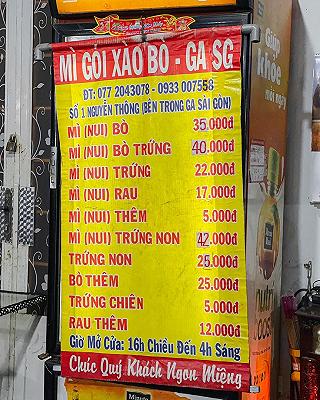 MÌ GÓI XÀO BÒ - GA SG
ĐT: 077 2043078 - 0933 007558
SỐ 1 NGUYỄN THÔNG (BÊN TRONG GA SÀI GÒN)
MÌ (NUI) BÒ 35.000đ
MÌ (NUI) BÒ TRỨNG 40.000đ
MÌ (NUI) TRỨNG 22.000đ
MÌ (NUI) RAU 17.000đ
MÌ (NUI) THÊM 5.000đ
MÌ (NUI) TRỨNG NON 42.000đ
TRỨNG NON 25.000đ
BÒ THÊM 25.000đ
TRỨNG CHIÊN 5.000đ
RAU THÊM 12.000đ
Giờ Mở Cửa: 16h Chiều Đến 4h Sáng
Chúc Quý Khách Ngon Miệng